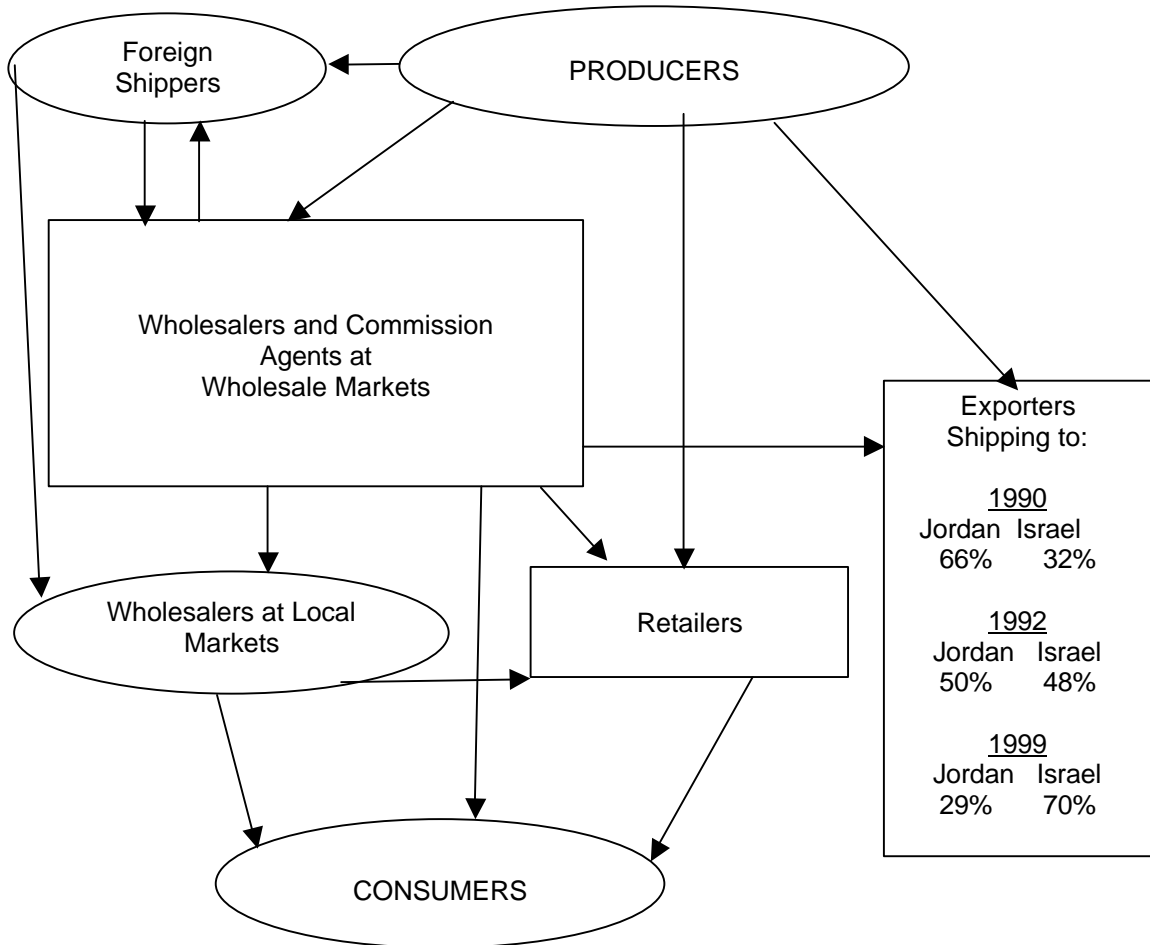 Foreign
Shippers
PRODUCERS
Wholesalers and Commission
Agents at
Wholesale Markets
Exporters
Shipping to:
1990
Jordan Israel
66% 32%
1992
Jordan Israel
50% 48%
1999
Jordan Israel
29% 70%
Wholesalers at Local
Markets
Retailers
CONSUMERS